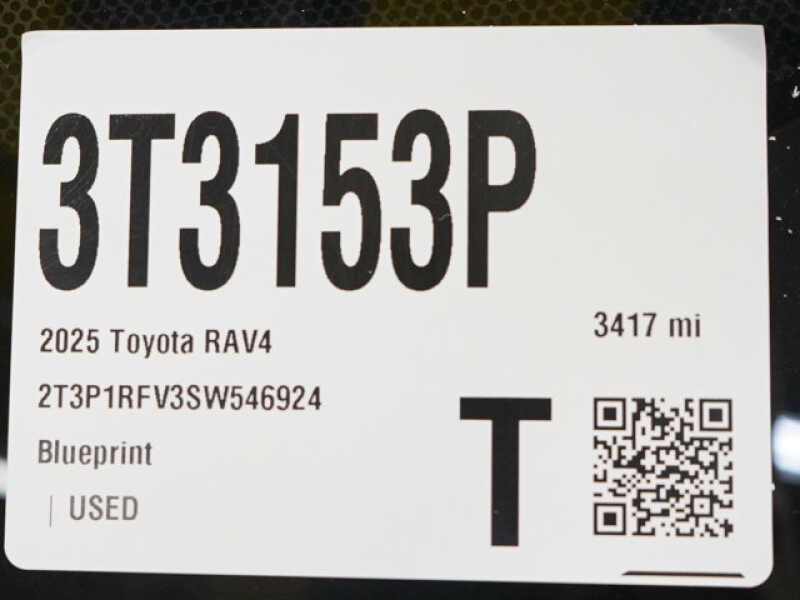 3T3153P
2025 Toyota RAV4
3417 mi
2T3P1RFV3SW546924
Blueprint
T
| USED